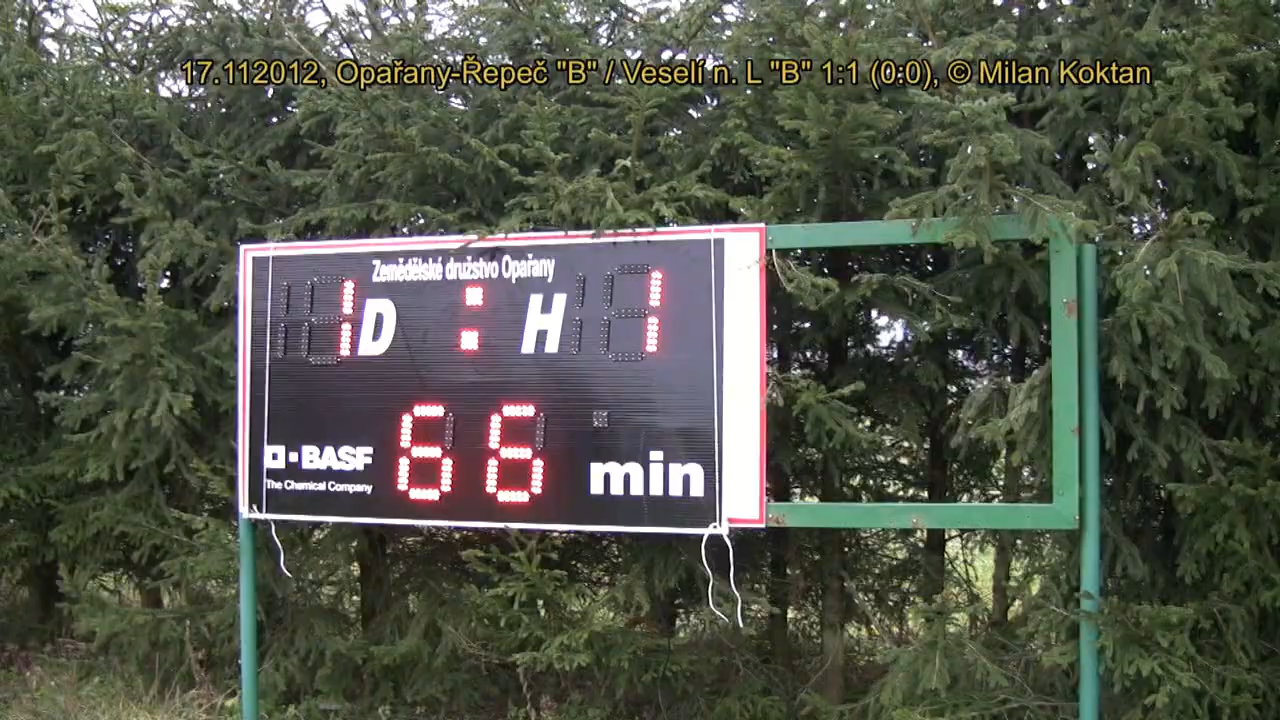 17.112012, Opařany-Řepeč "B" / Veselí n. L "B" 1:1 (0:0), © Milan Koktan
Zemědělské družstvo Opařany
1 D : H 1
66 min
BASF
The Chemical Company